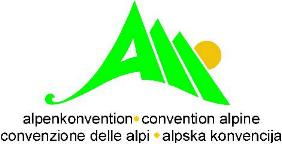 alpenkonvention • convention alpine
convenzione delle alpi • alpska konvencija